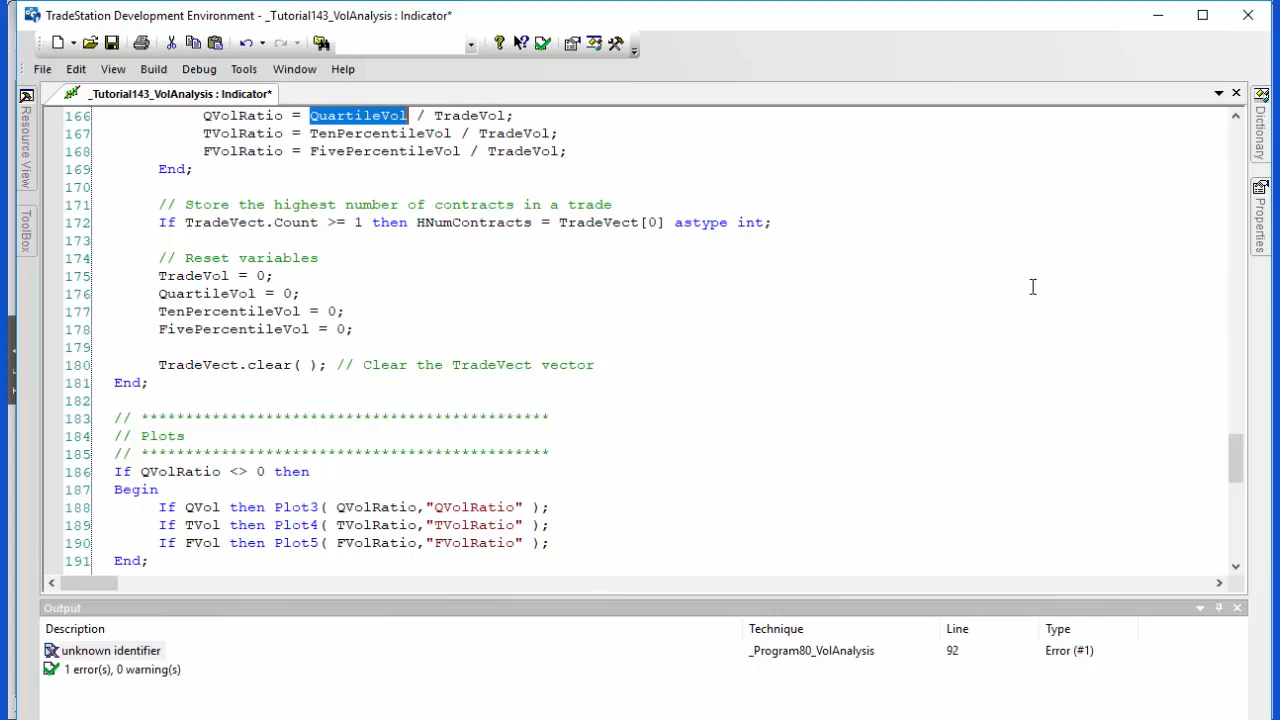 TradeStation Development Environment - _Tutorial143_VolAnalysis : Indicator*
File Edit View Build Debug Tools Window Help
_Tutorial143_VolAnalysis : Indicator*
Resource View
ToolBox
Dictionary
Properties
166 QVolRatio = QuartileVol / TradeVol;
167 TVolRatio = TenPercentileVol / TradeVol;
168 FVolRatio = FivePercentileVol / TradeVol;
169 End;
170
171 // Store the highest number of contracts in a trade
172 If TradeVect.Count >= 1 then HNumContracts = TradeVect[0] astype int;
173
174 // Reset variables
175 TradeVol = 0;
176 QuartileVol = 0;
177 TenPercentileVol = 0;
178 FivePercentileVol = 0;
179
180 TradeVect.clear( ); // Clear the TradeVect vector
181 End;
182
183 // **********************************************
184 // Plots
185 // **********************************************
186 If QVolRatio <> 0 then
187 Begin
188 If QVol then Plot3( QVolRatio,"QVolRatio" );
189 If TVol then Plot4( TVolRatio,"TVolRatio" );
190 If FVol then Plot5( FVolRatio,"FVolRatio" );
191 End;
Output
Description Technique Line Type
unknown identifier _Program80_VolAnalysis 92 Error (#1)
1 error(s), 0 warning(s)